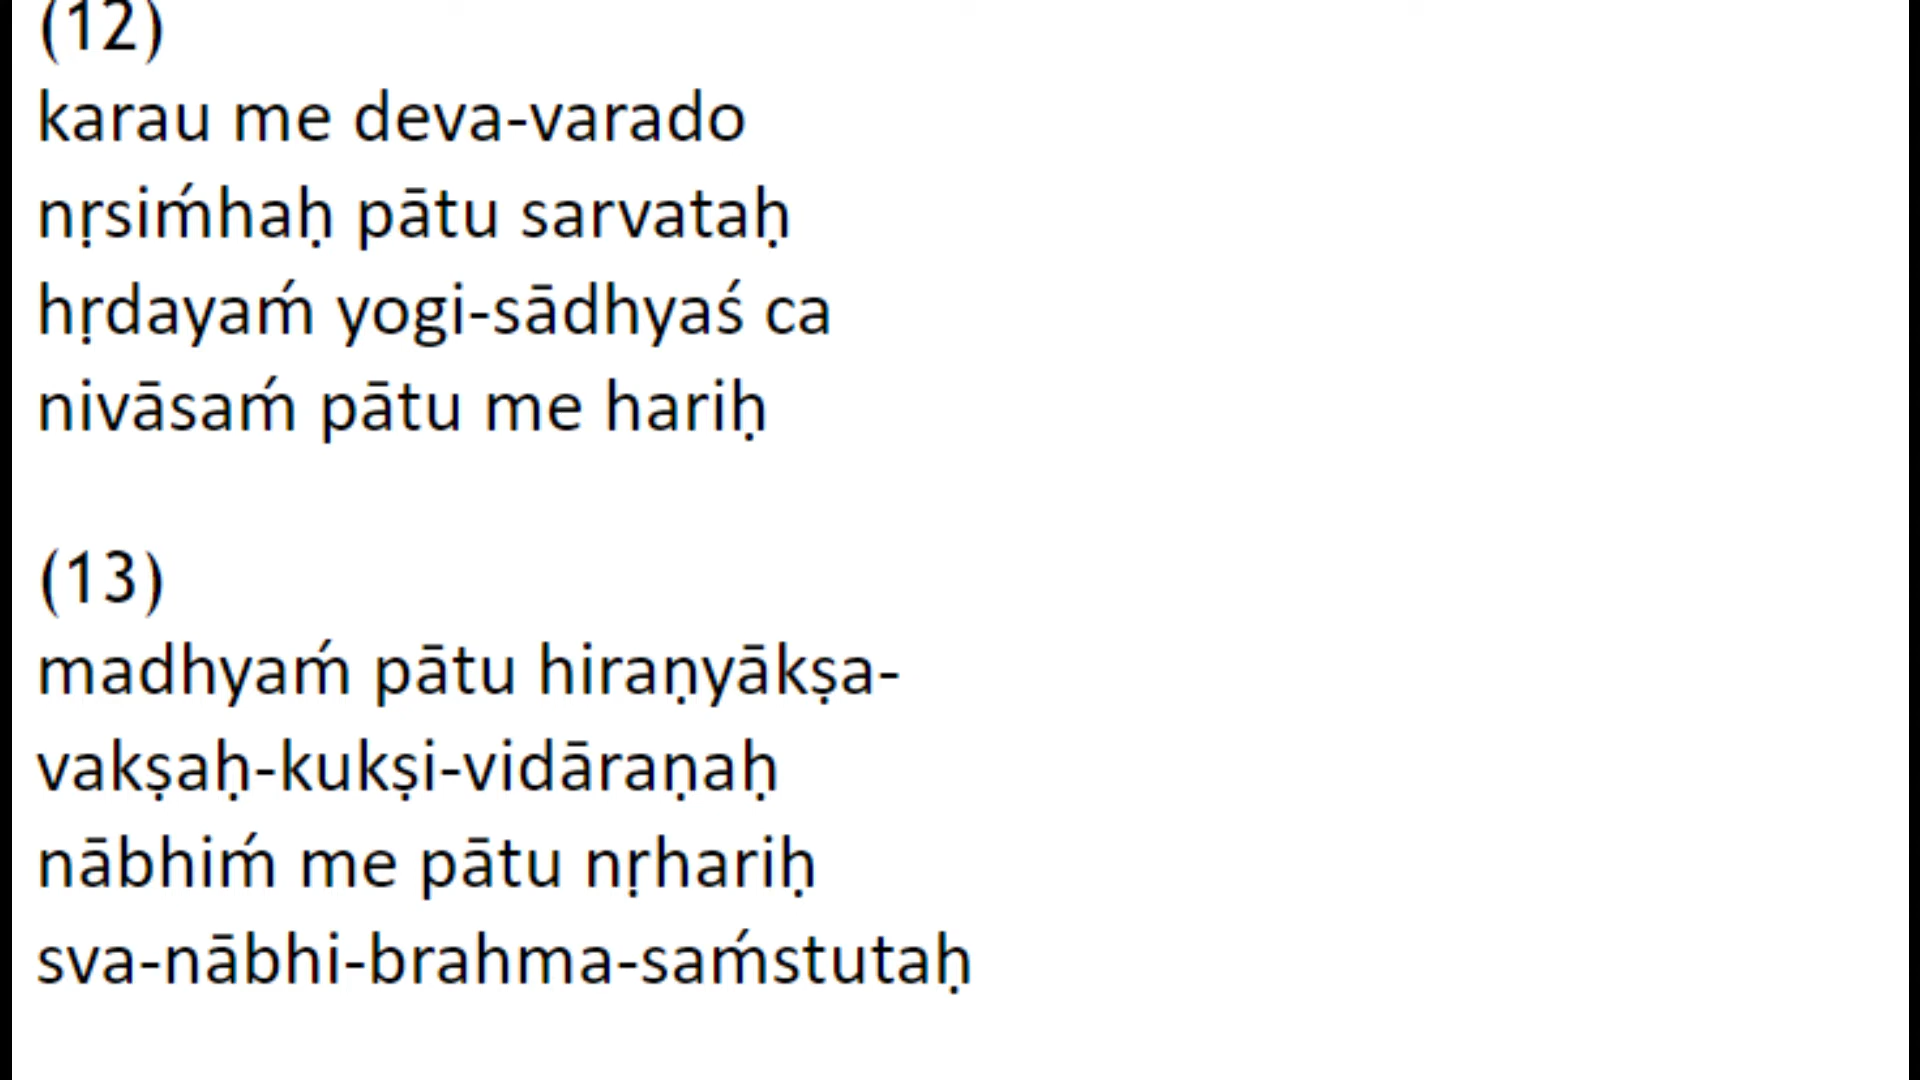 (12)
karau me deva-varado
nṛsiḿhaḥ pātu sarvataḥ
hṛdayaḿ yogi-sādhyaś ca
nivāsaḿ pātu me hariḥ
(13)
madhyaḿ pātu hiraṇyākṣa-
vakṣaḥ-kukṣi-vidāraṇaḥ
nābhiḿ me pātu nṛhariḥ
sva-nābhi-brahma-saḿstutaḥ